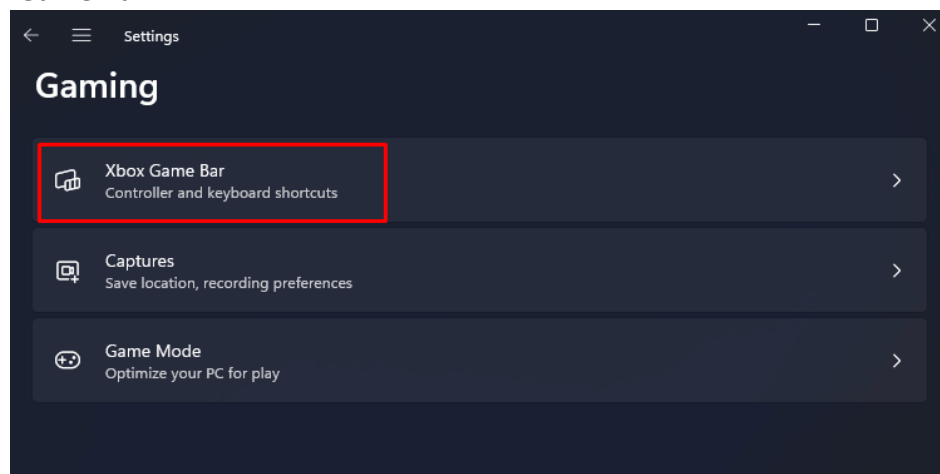 Settings
Gaming
Xbox Game Bar
Controller and keyboard shortcuts
Captures
Save location, recording preferences
Game Mode
Optimize your PC for play